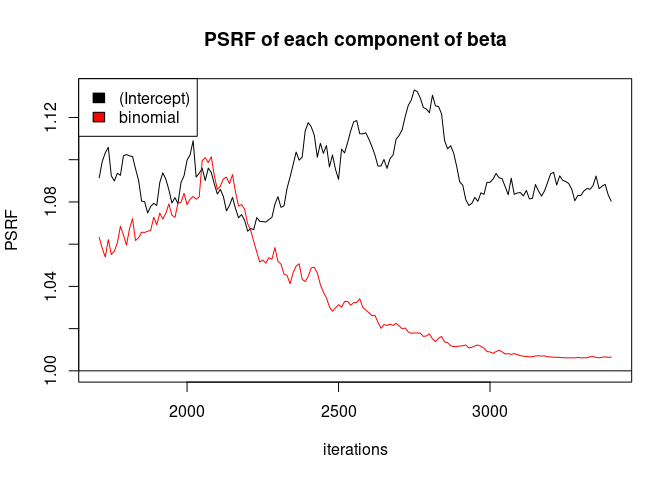 PSRF of each component of beta
(Intercept)
binomial
PSRF
1.12
1.08
1.04
1.00
2000 2500 3000
iterations